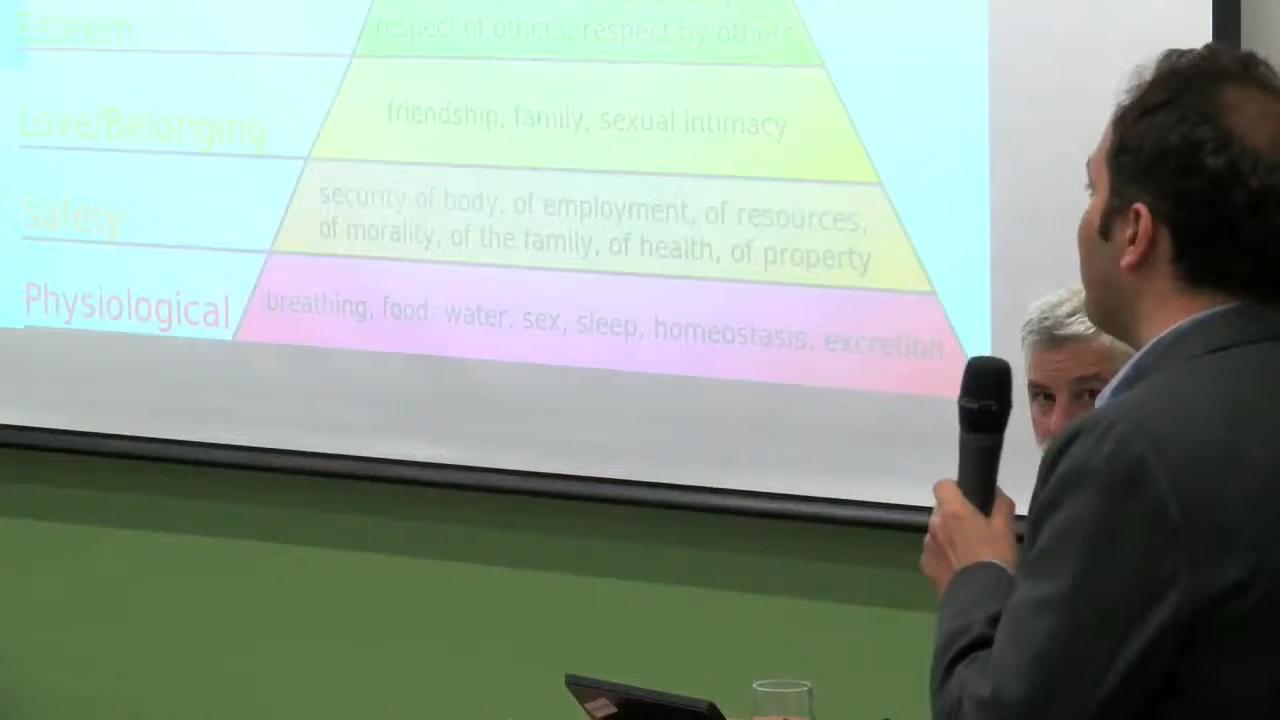 Esteem
respect of others, respect by others
Love/Belonging
friendship, family, sexual intimacy
Safety
security of body, of employment, of resources,
of morality, of the family, of health, of property
Physiological
breathing, food, water, sex, sleep, homeostasis, excretion